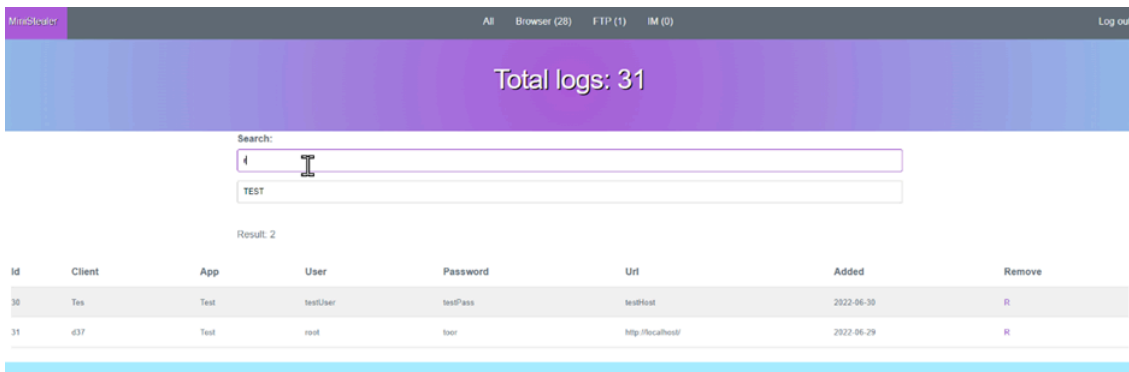 MiniStealer All Browser (28) FTP (1) IM (0) Log out
Total logs: 31
Search:
TEST
Result: 2
Id Client App User Password Url Added Remove
30 Tes Test testUser testPass testHost 2022-06-30 R
31 d37 Test root toor http://localhost/ 2022-06-29 R